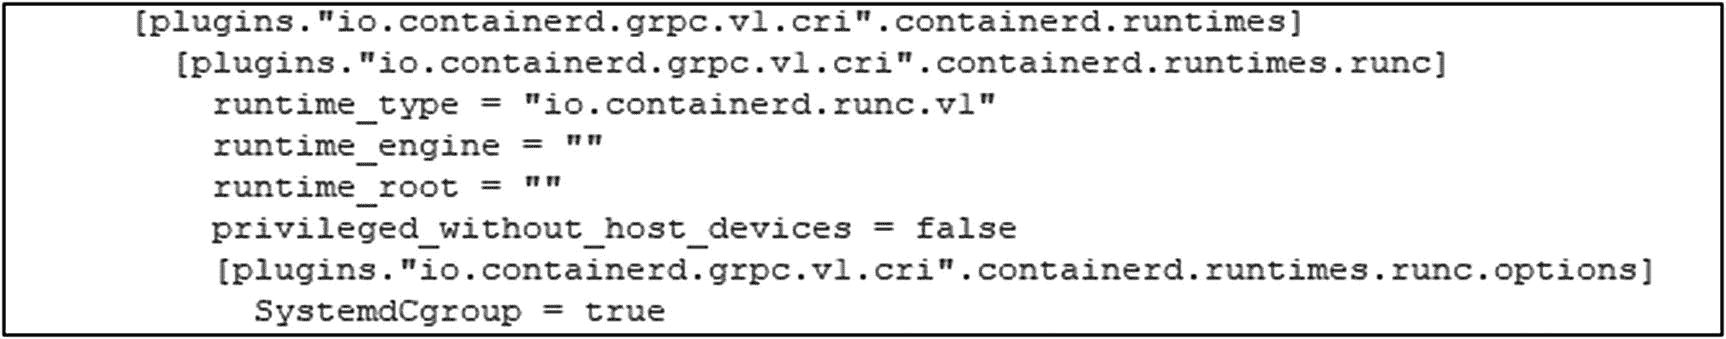 [plugins."io.containerd.grpc.v1.cri".containerd.runtimes]
[plugins."io.containerd.grpc.v1.cri".containerd.runtimes.runc]
runtime_type = "io.containerd.runc.v1"
runtime_engine = ""
runtime_root = ""
privileged_without_host_devices = false
[plugins."io.containerd.grpc.v1.cri".containerd.runtimes.runc.options]
SystemdCgroup = true